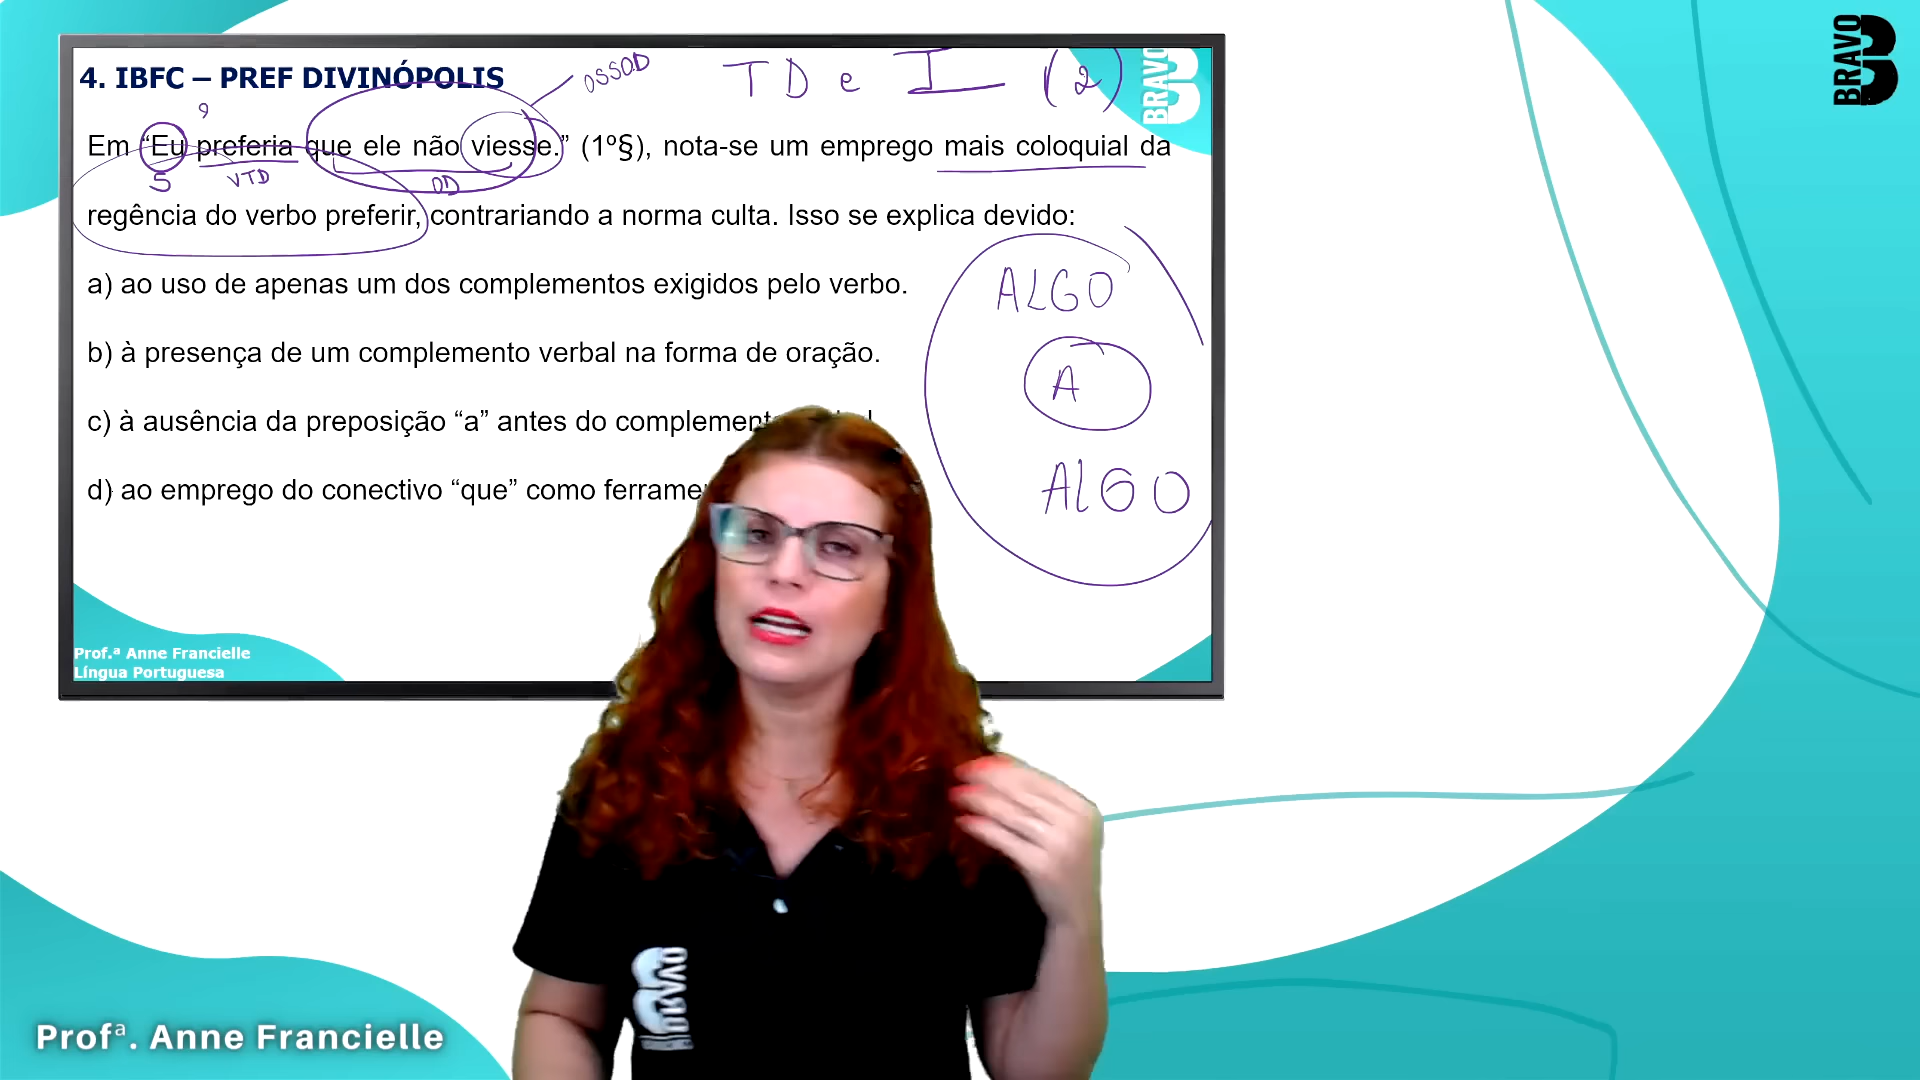 BRAVO
4. IBFC – PREF DIVINÓPOLIS
OSSOD
TD e I (2)
BRAVO
Em “Eu preferia que ele não viesse.” (1º§), nota-se um emprego mais coloquial da
S VTD OD
regência do verbo preferir, contrariando a norma culta. Isso se explica devido:
a) ao uso de apenas um dos complementos exigidos pelo verbo.
ALGO
b) à presença de um complemento verbal na forma de oração.
A
c) à ausência da preposição “a” antes do
d) ao emprego do conectivo “que” como
ALGO
Prof.ª Anne Francielle
Língua Portuguesa
BRAVO
Profª. Anne Francielle